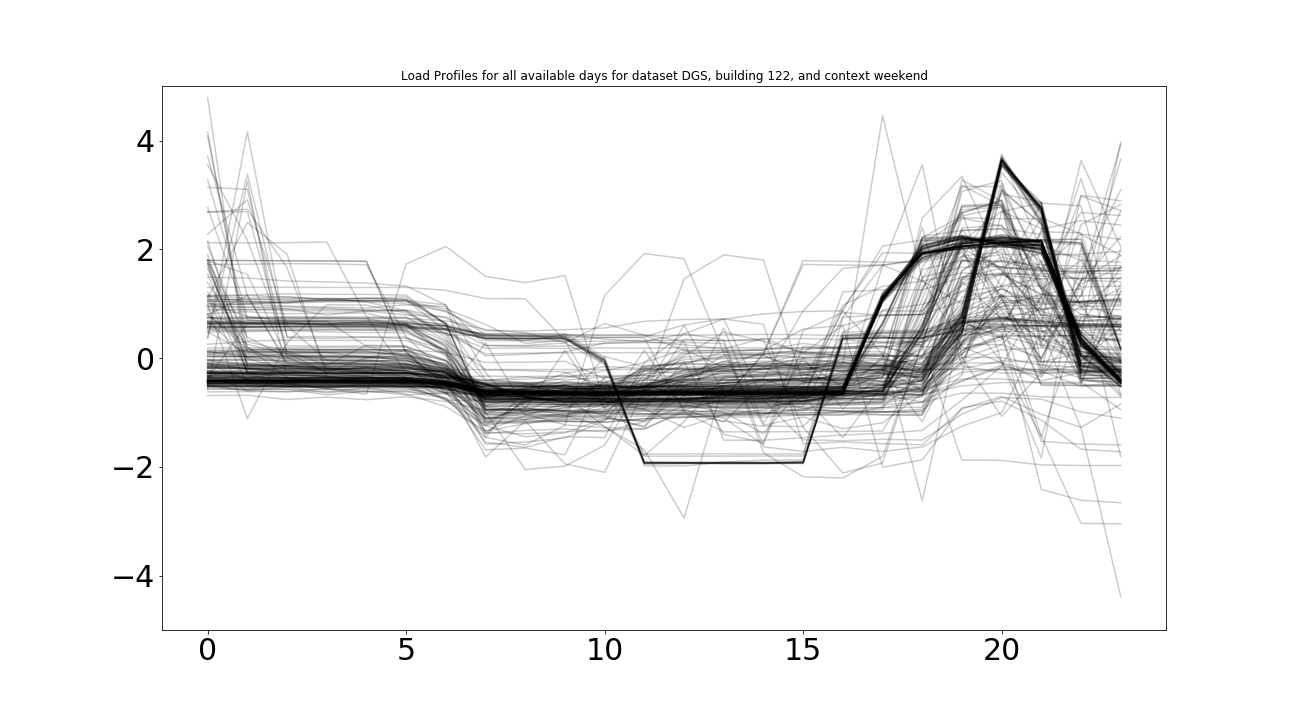 Load Profiles for all available days for dataset DGS, building 122, and context weekend
4
2
0
−2
−4
0 5 10 15 20